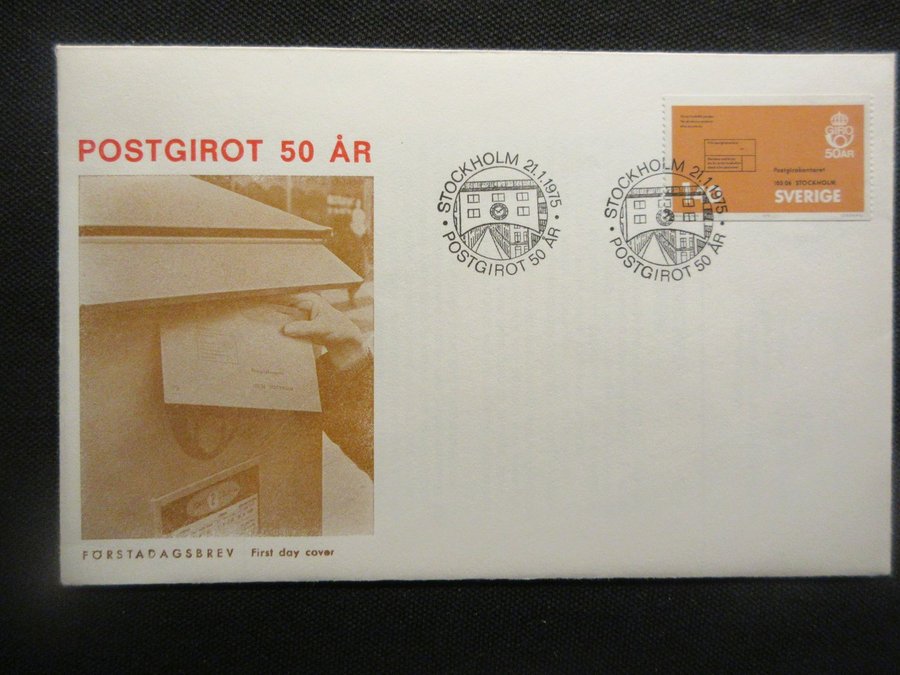 POSTGIROT 50 ÅR
STOCKHOLM 21.1.1975
POSTGIROT 50 ÅR
STOCKHOLM 21.1.1975
POSTGIROT 50 ÅR
GIRO
50 ÅR
Postgirokontoret
105 06 STOCKHOLM
SVERIGE
FÖRSTADAGSBREV First day cover